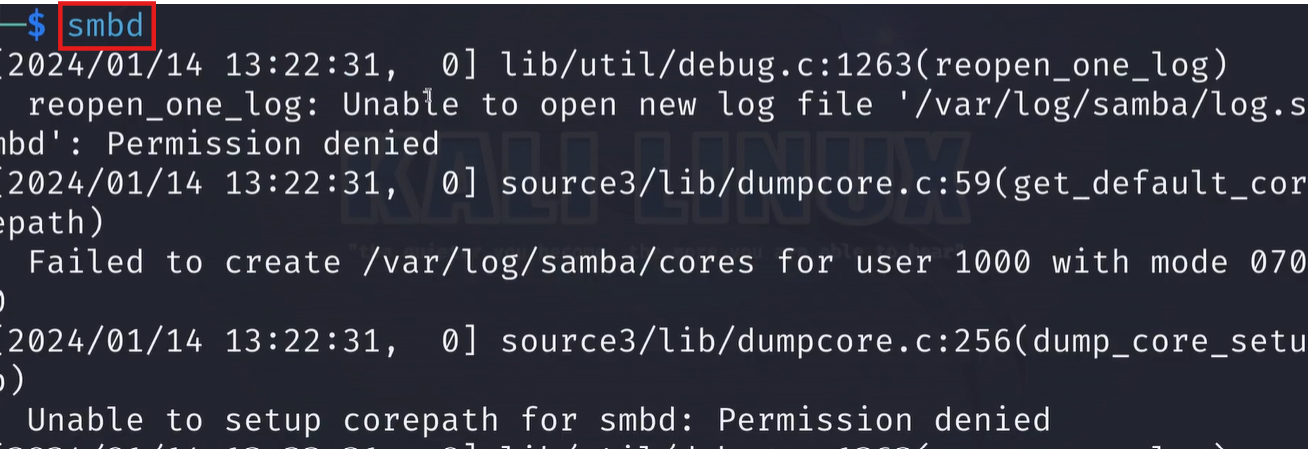 ─$ smbd
[2024/01/14 13:22:31,  0] lib/util/debug.c:1263(reopen_one_log)
  reopen_one_log: Unable to open new log file '/var/log/samba/log.s
mbd': Permission denied
[2024/01/14 13:22:31,  0] source3/lib/dumpcore.c:59(get_default_cor
epath)
  Failed to create /var/log/samba/cores for user 1000 with mode 070
0
[2024/01/14 13:22:31,  0] source3/lib/dumpcore.c:256(dump_core_setu
p)
  Unable to setup corepath for smbd: Permission denied
KALI LINUX